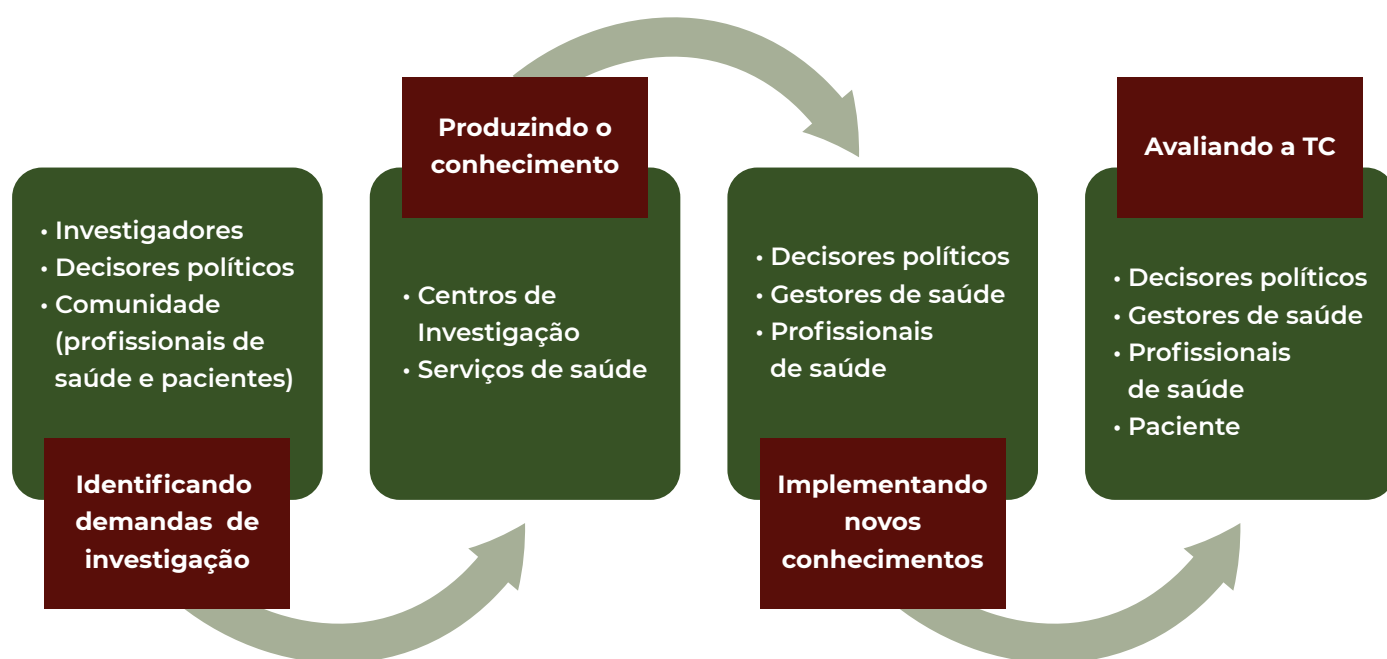 • Investigadores
• Decisores políticos
• Comunidade
(profissionais de
saúde e pacientes)
Identificando
demandas de
investigação
Produzindo o
conhecimento
• Centros de
Investigação
• Serviços de saúde
• Decisores políticos
• Gestores de saúde
• Profissionais
de saúde
Implementando
novos
conhecimentos
Avaliando a TC
• Decisores políticos
• Gestores de saúde
• Profissionais
de saúde
• Paciente